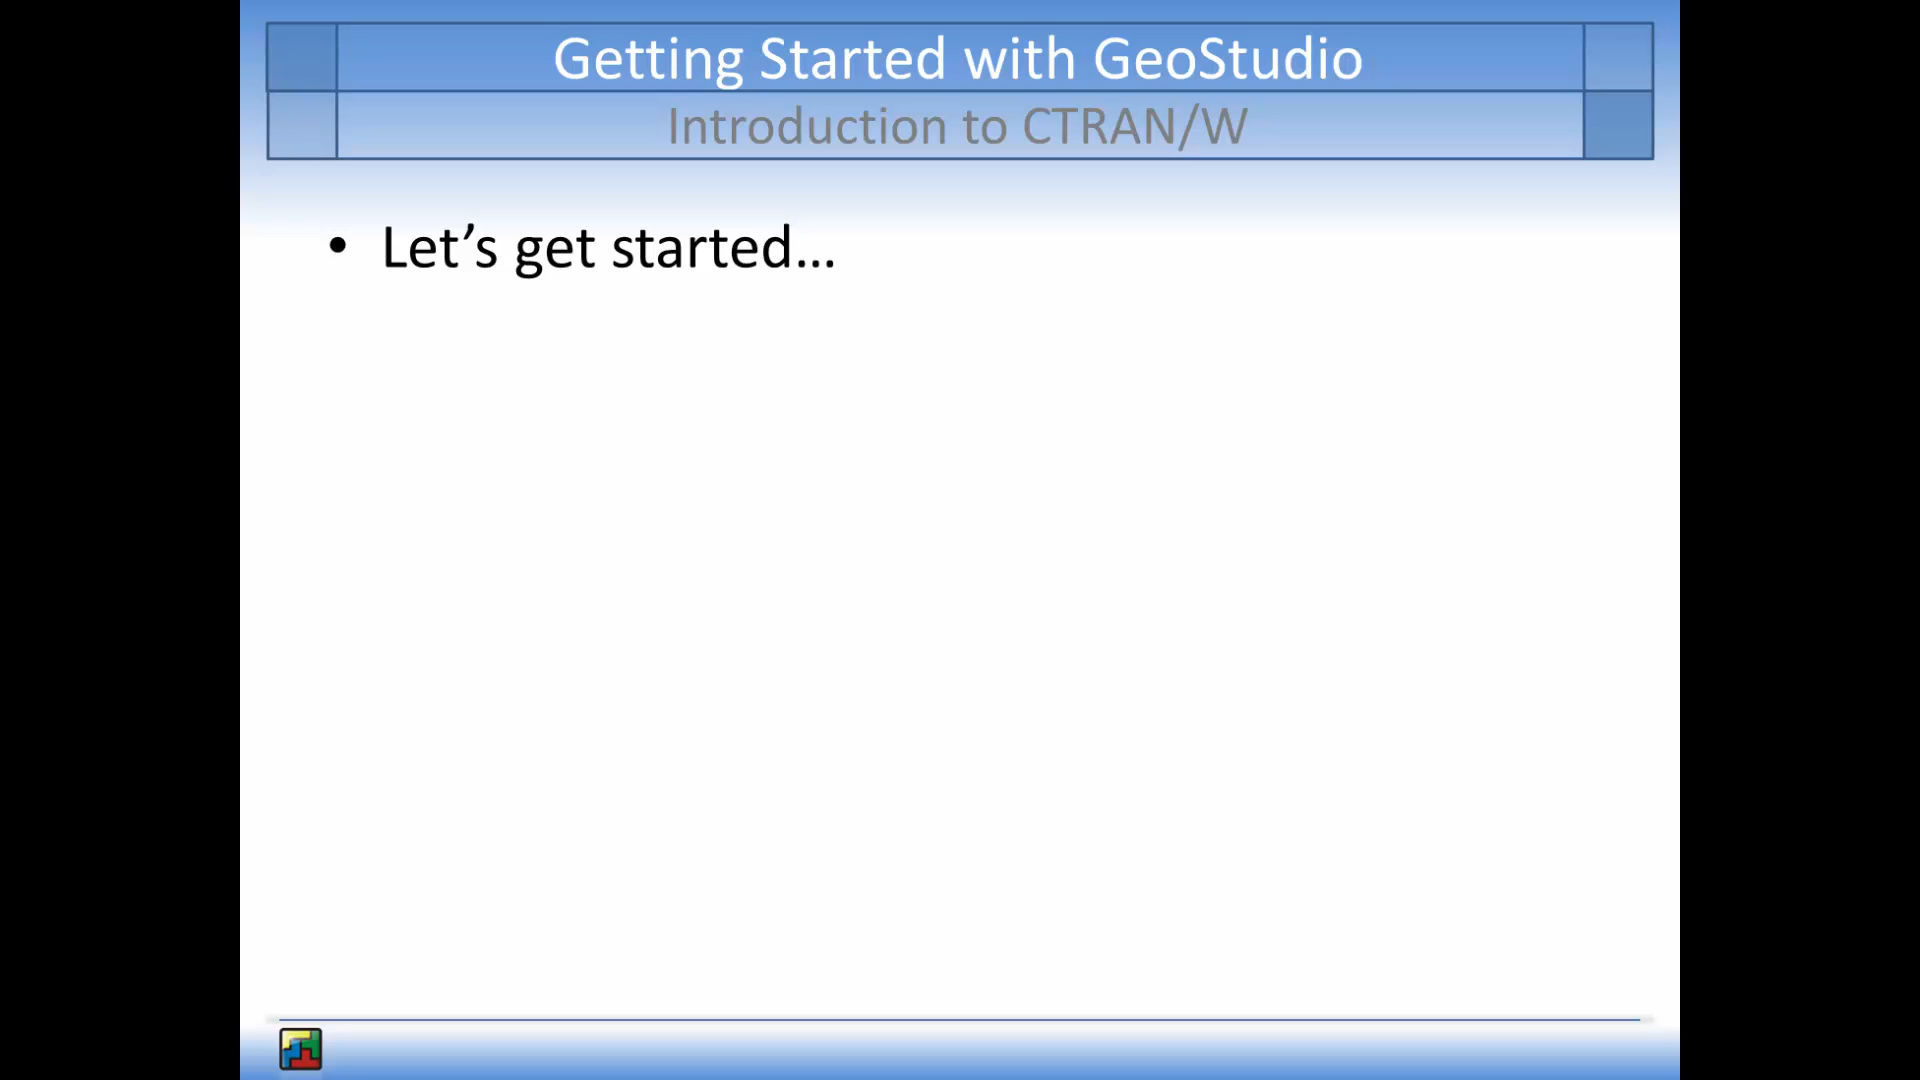 Getting Started with GeoStudio
Introduction to CTRAN/W
• Let’s get started…